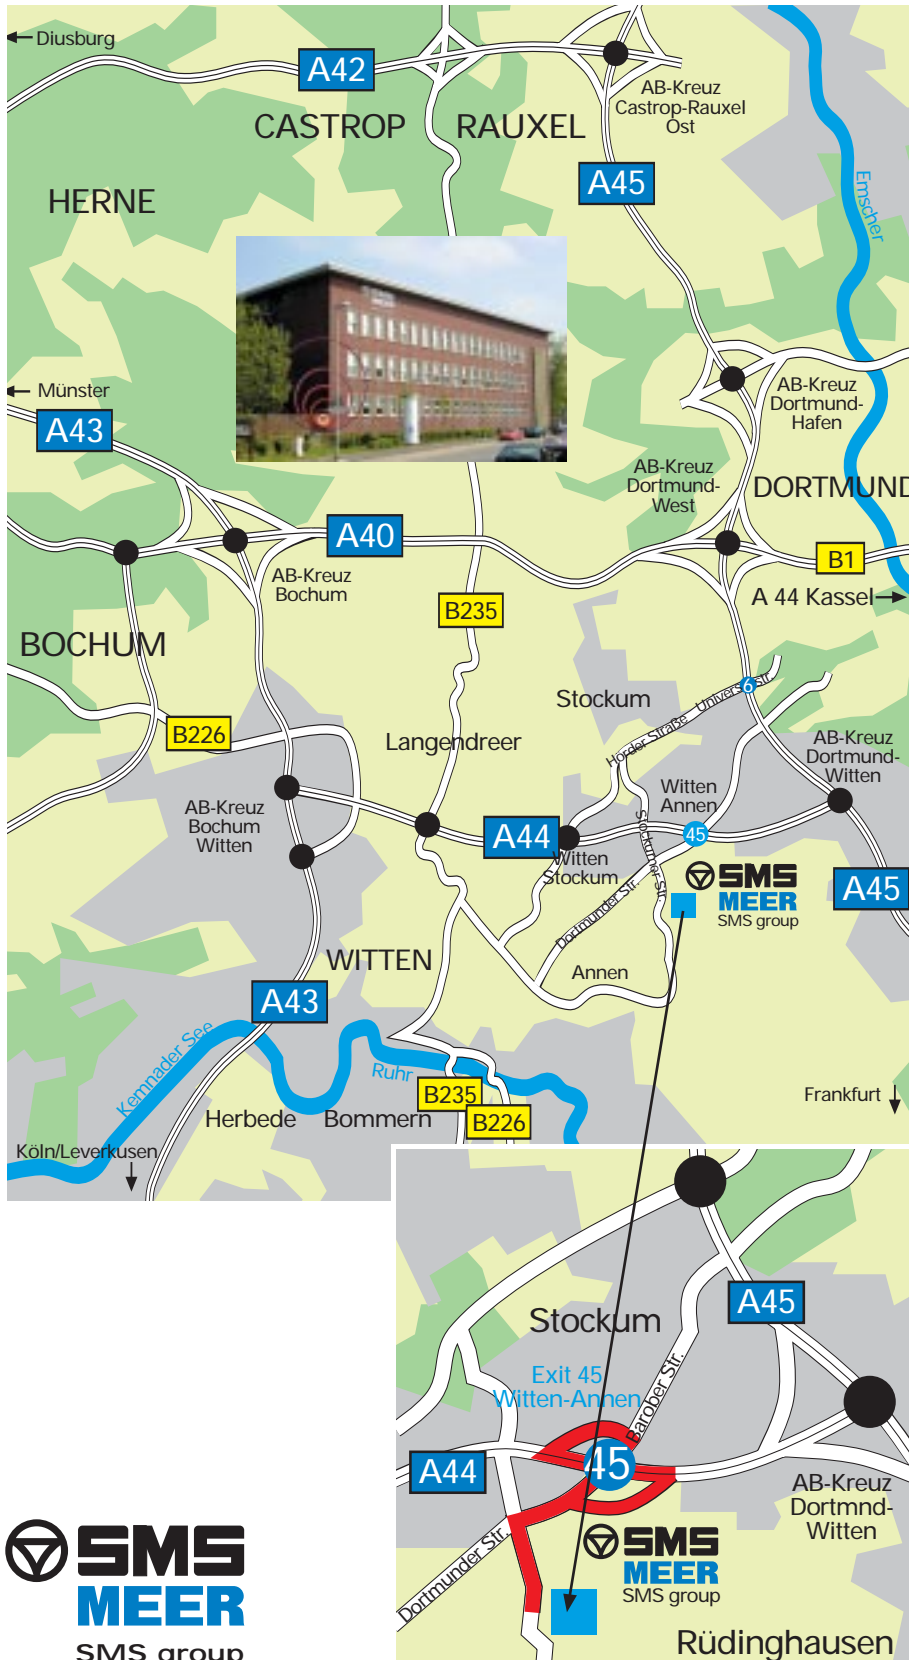 Diusburg
A42
AB-Kreuz
Castrop-Rauxel
Ost
CASTROP RAUXEL
A45
HERNE
Emscher
Münster
A43
AB-Kreuz
Dortmund-
Hafen
AB-Kreuz
Dortmund-
West
DORTMUND
A40
B1
AB-Kreuz
Bochum
A 44 Kassel
B235
BOCHUM
6
Stockum
Hörder Straße
Universitätstr.
B226
Langendreer
AB-Kreuz
Dortmund-
Witten
Witten
Annen
AB-Kreuz
Bochum
Witten
A44
45
Witten
Stockum
Stockumer Str.
Dortmunder Str.
SMS
MEER
SMS group
A45
WITTEN
Annen
A43
Kemnader See
Ruhr
B235
B226
Herbede
Bommern
Frankfurt
Köln/Leverkusen
A45
Stockum
Exit 45
Witten-Annen
Barober Str.
45
A44
AB-Kreuz
Dortmnd-
Witten
Dortmunder Str.
SMS
MEER
SMS group
Rüdinghausen
SMS
MEER
SMS group